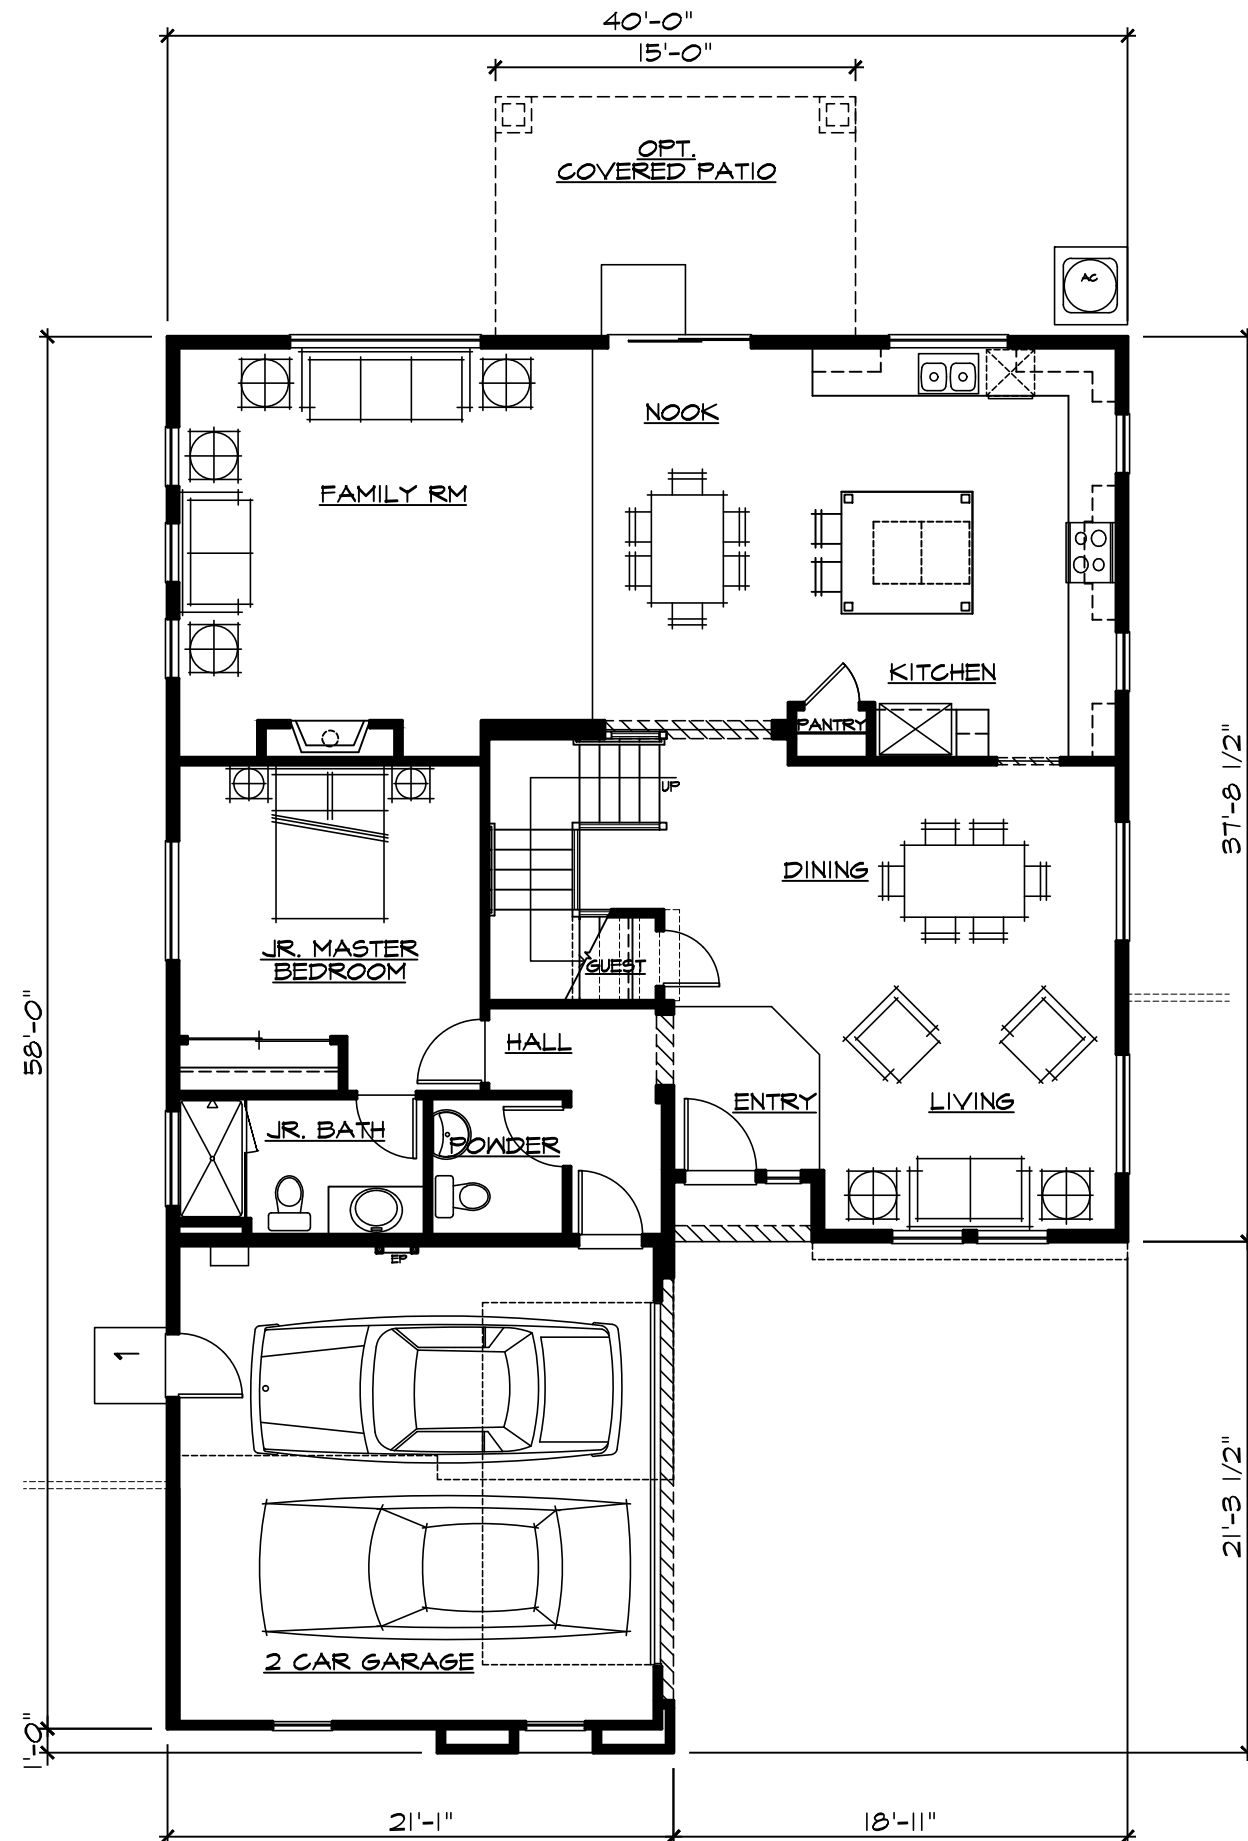 40'-0"
15'-0"
OPT.
COVERED PATIO
AC
NOOK
FAMILY RM
KITCHEN
PANTRY
37'-8 1/2"
UP
DINING
JR. MASTER
BEDROOM
GUEST
58'-0"
HALL
ENTRY
LIVING
JR. BATH
POWDER
EP
1
21'-3 1/2"
2 CAR GARAGE
1'-0"
21'-1"
18'-11"